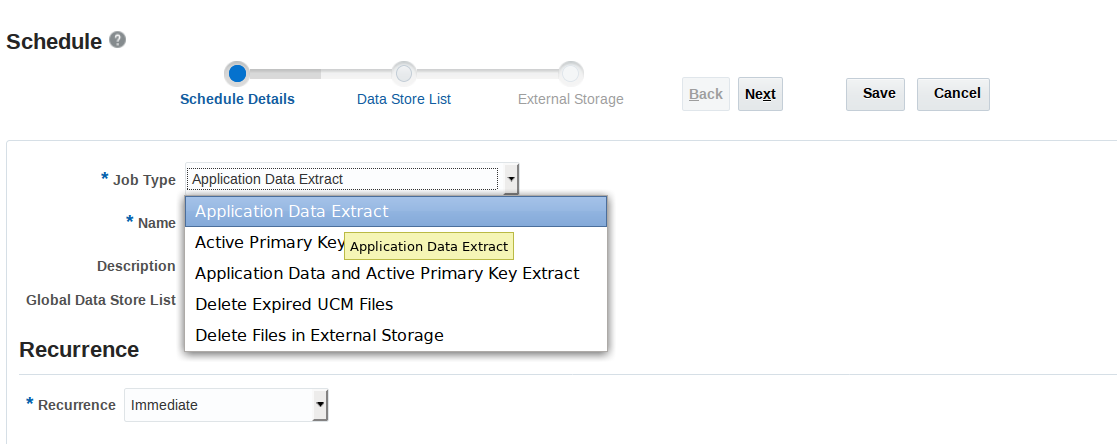 Schedule ?
Schedule Details Data Store List External Storage Back Next Save Cancel
* Job Type Application Data Extract
Application Data Extract
* Name
Active Primary Key
Application Data Extract
Description
Application Data and Active Primary Key Extract
Global Data Store List
Delete Expired UCM Files
Delete Files in External Storage
Recurrence
* Recurrence Immediate